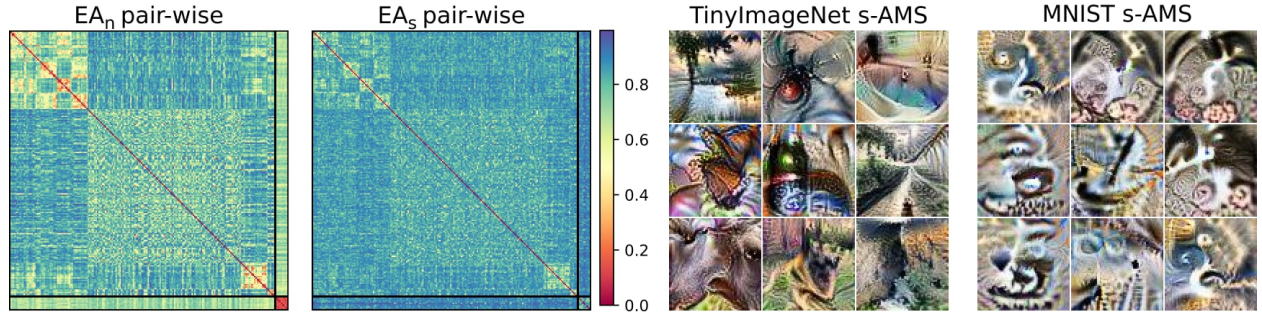 EAₙ pair-wise
EAₛ pair-wise
TinyImageNet s-AMS
MNIST s-AMS
0.8
0.6
0.4
0.2
0.0